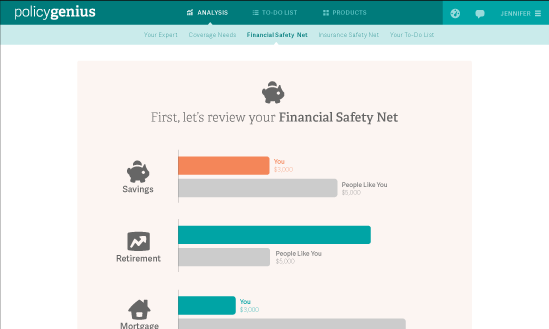 policygenius
ANALYSIS
TO-DO LIST
PRODUCTS
JENNIFER
Your Expert
Coverage Needs
Financial Safety Net
Insurance Safety Net
Your To-Do List
First, let's review your Financial Safety Net
You
$3,000
Savings
People Like You
$5,000
Retirement
People Like You
$5,000
You
$3,000
Mortgage